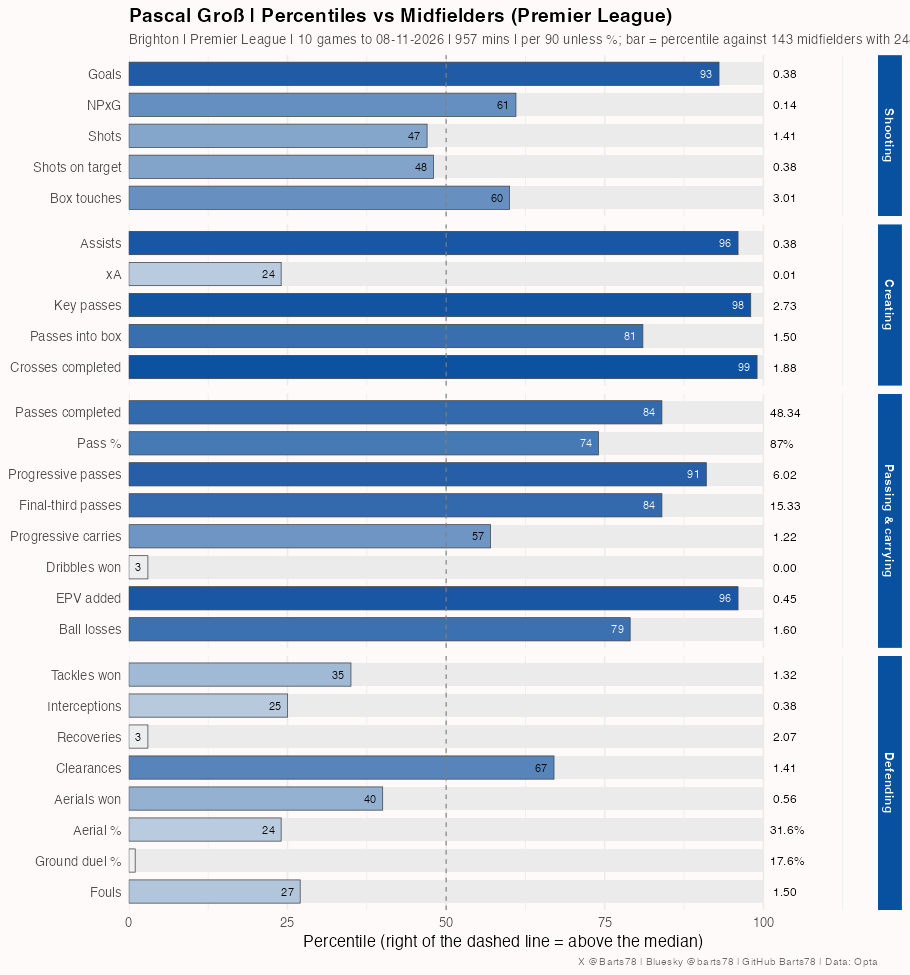 Pascal Groß | Percentiles vs Midfielders (Premier League)
Brighton | Premier League | 10 games to 08-11-2026 | 957 mins | per 90 unless %; bar = percentile against 143 midfielders with 24
Shooting
Goals 93 0.38
NPxG 61 0.14
Shots 47 1.41
Shots on target 48 0.38
Box touches 60 3.01
Creating
Assists 96 0.38
xA 24 0.01
Key passes 98 2.73
Passes into box 81 1.50
Crosses completed 99 1.88
Passing & carrying
Passes completed 84 48.34
Pass % 74 87%
Progressive passes 91 6.02
Final-third passes 84 15.33
Progressive carries 57 1.22
Dribbles won 3 0.00
EPV added 96 0.45
Ball losses 79 1.60
Defending
Tackles won 35 1.32
Interceptions 25 0.38
Recoveries 3 2.07
Clearances 67 1.41
Aerials won 40 0.56
Aerial % 24 31.6%
Ground duel % 17.6%
Fouls 27 1.50
0 25 50 75 100
Percentile (right of the dashed line = above the median)
X @Barts78 | Bluesky @barts78 | GitHub Barts78 | Data: Opta